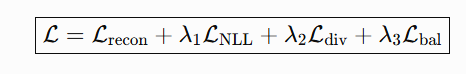 ℒ = ℒ_recon + λ₁ℒ_NLL + λ₂ℒ_div + λ₃ℒ_bal